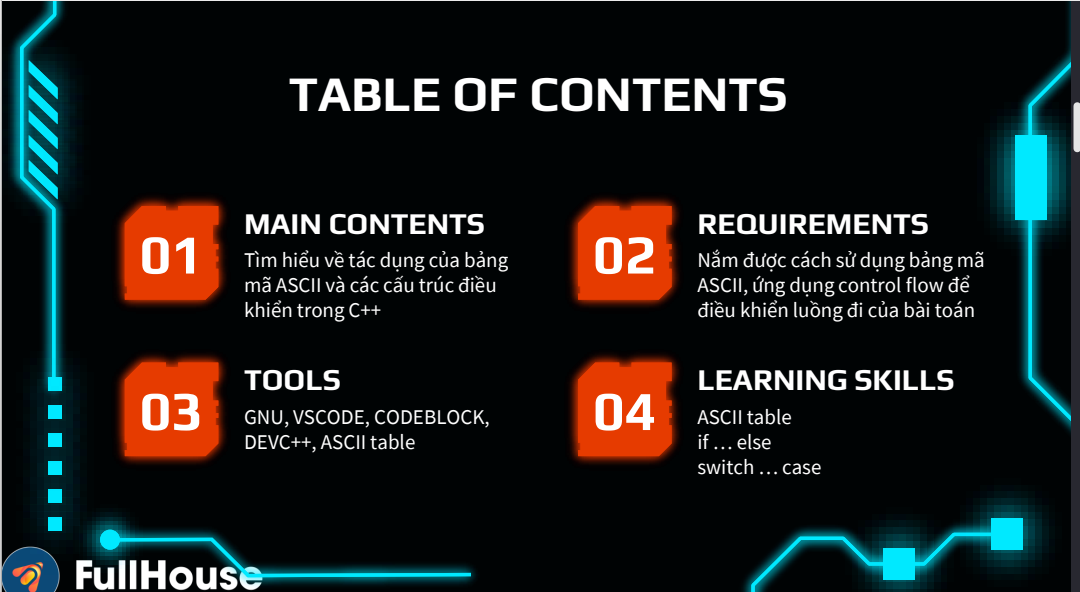 TABLE OF CONTENTS
01
MAIN CONTENTS
Tìm hiểu về tác dụng của bảng
mã ASCII và các cấu trúc điều
khiển trong C++
02
REQUIREMENTS
Nắm được cách sử dụng bảng mã
ASCII, ứng dụng control flow để
điều khiển luồng đi của bài toán
03
TOOLS
GNU, VSCODE, CODEBLOCK,
DEVC++, ASCII table
04
LEARNING SKILLS
ASCII table
if … else
switch … case
FullHouse